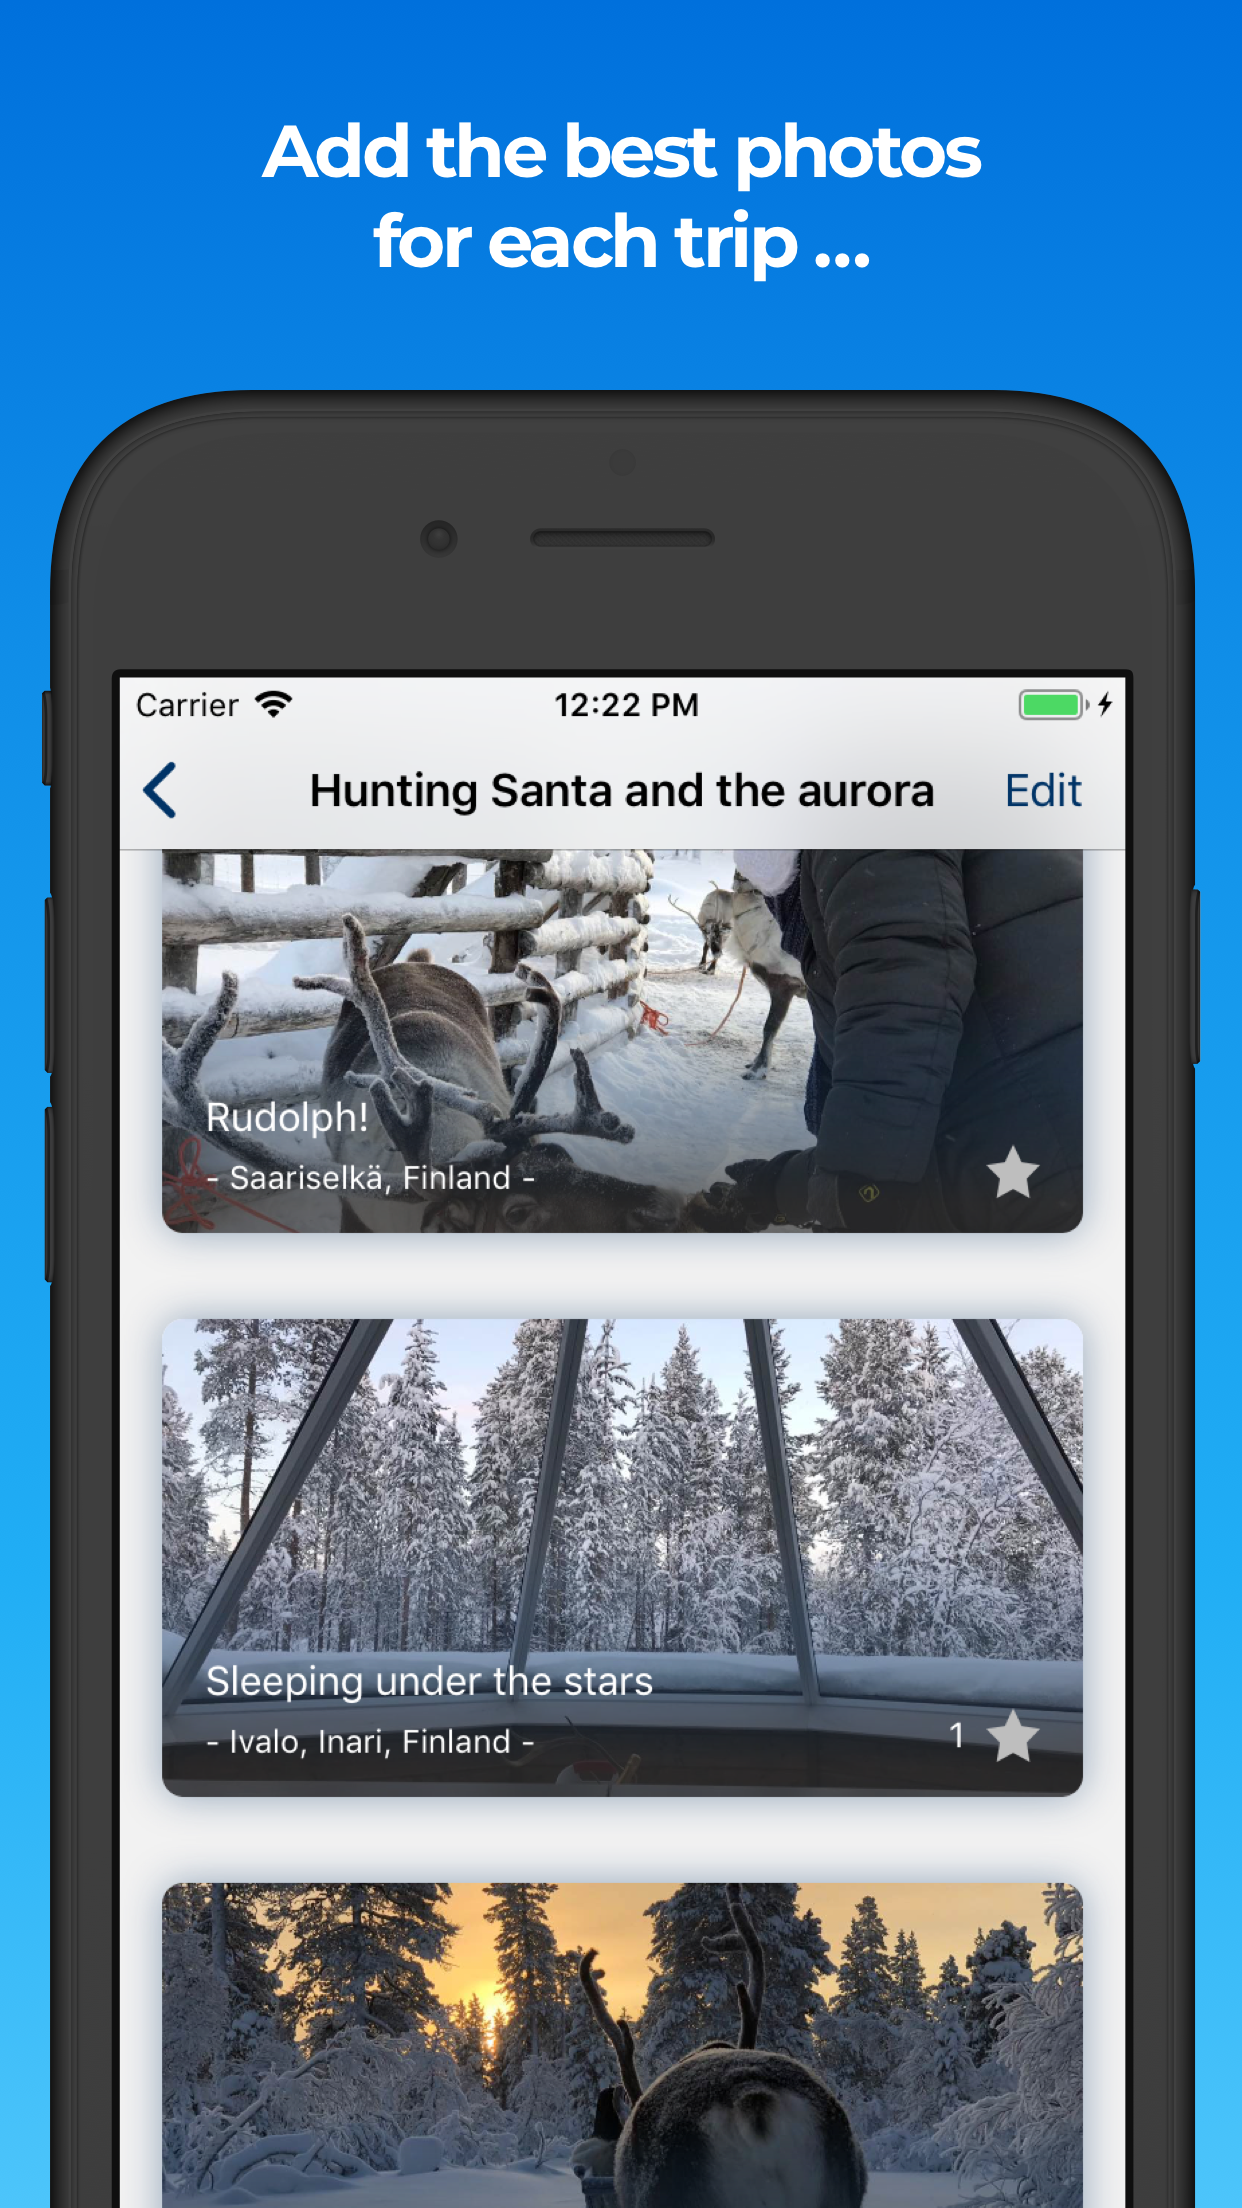 Add the best photos
for each trip ...
Carrier 12:22 PM
Hunting Santa and the aurora Edit
Rudolph!
- Saariselkä, Finland -
Sleeping under the stars
- Ivalo, Inari, Finland - 1